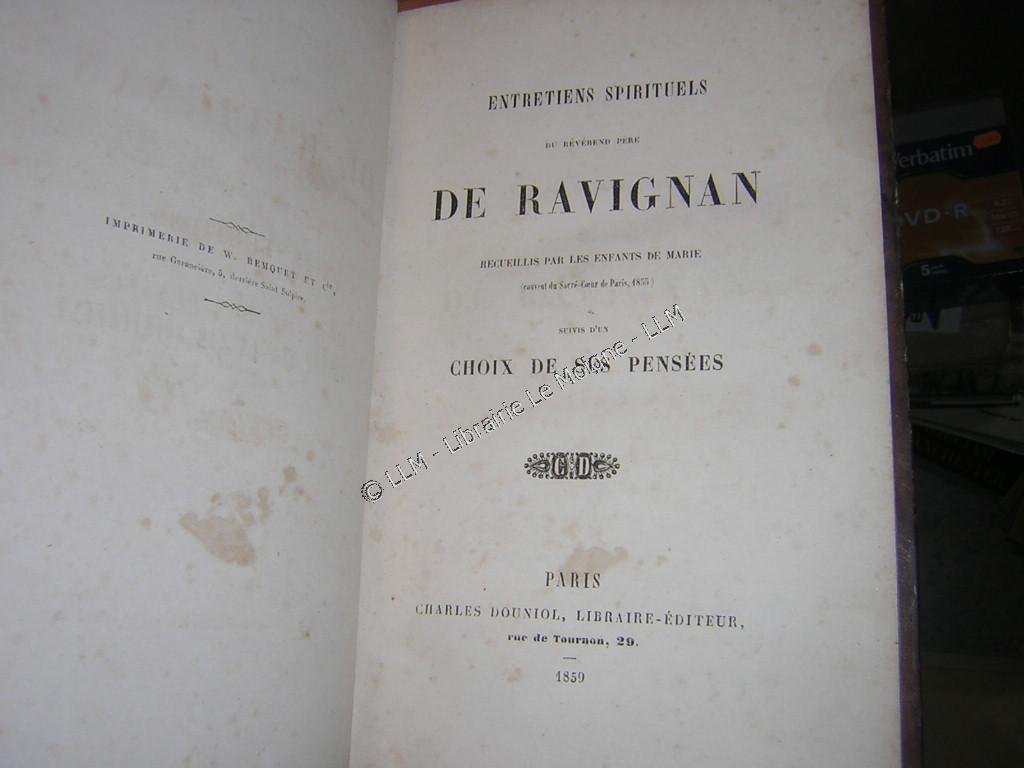 IMPRIMERIE DE W. REMQUET ET Cie,
rue Garancière, 5, derrière Saint Sulpice.
ENTRETIENS SPIRITUELS
DU RÉVÉREND PÈRE
DE RAVIGNAN
RECUEILLIS PAR LES ENFANTS DE MARIE
(couvent du Sacré-Cœur de Paris, 1855)
SUIVIS D'UN
CHOIX DE SES PENSÉES
C D
PARIS
CHARLES DOUNIOL, LIBRAIRE-ÉDITEUR,
rue de Tournon, 29.
1859
© LLM - Librairie Le Moigne - LLM
Verbatim
DVD-R
5